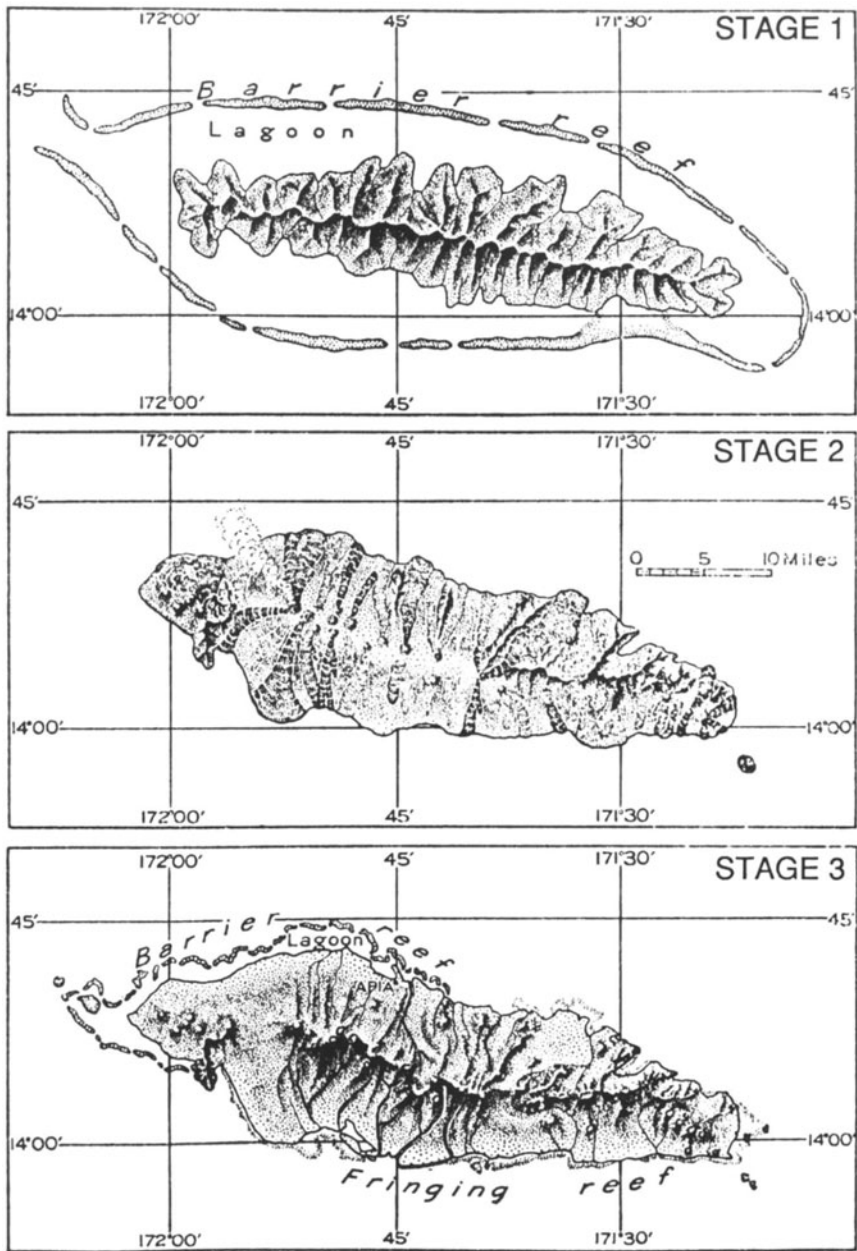 172°00' 45' 171°30' STAGE 1
45' Barrier reef 45'
Lagoon
14°00' 14°00'
172°00' 45' 171°30'
172°00' 45' 171°30' STAGE 2
45' 45'
0 5 10 Miles
14°00' 14°00'
172°00' 45' 171°30'
172°00' 45' 171°30' STAGE 3
45' Barrier reef 45'
Lagoon
APIA
14°00' 14°00'
Fringing reef
172°00' 45' 171°30'